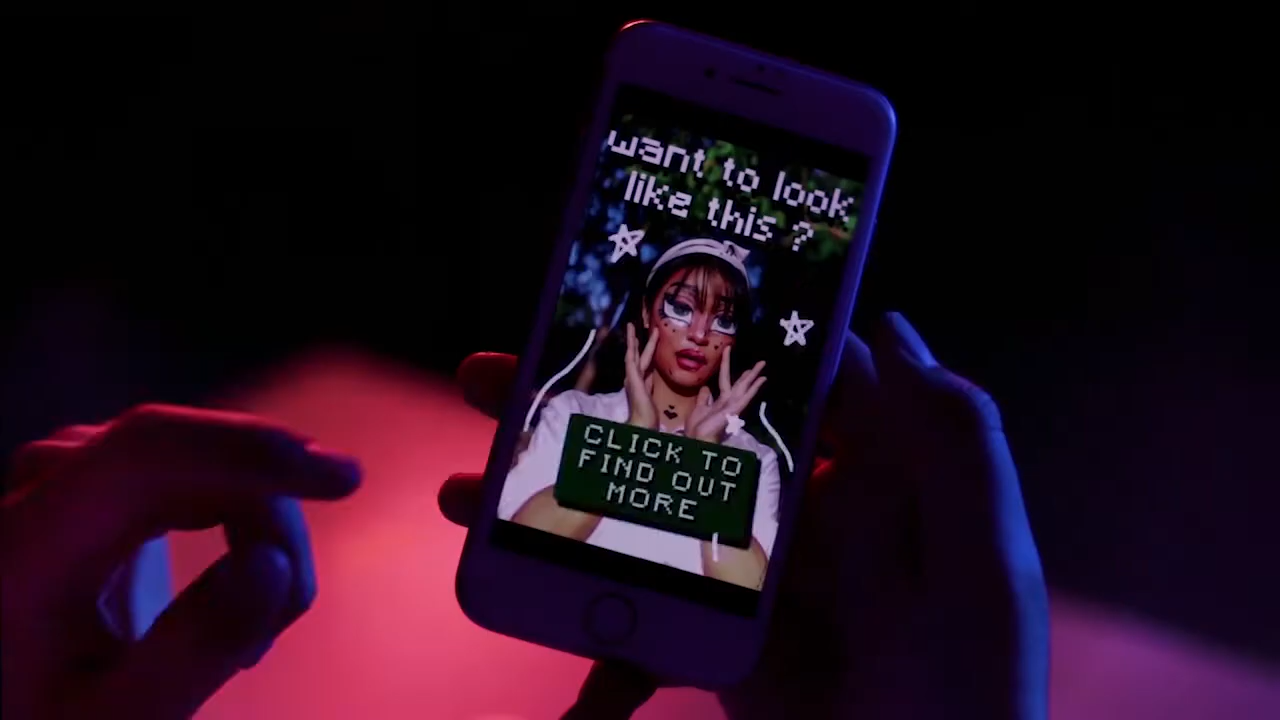 want to look
like this ?
CLICK TO
FIND OUT
MORE